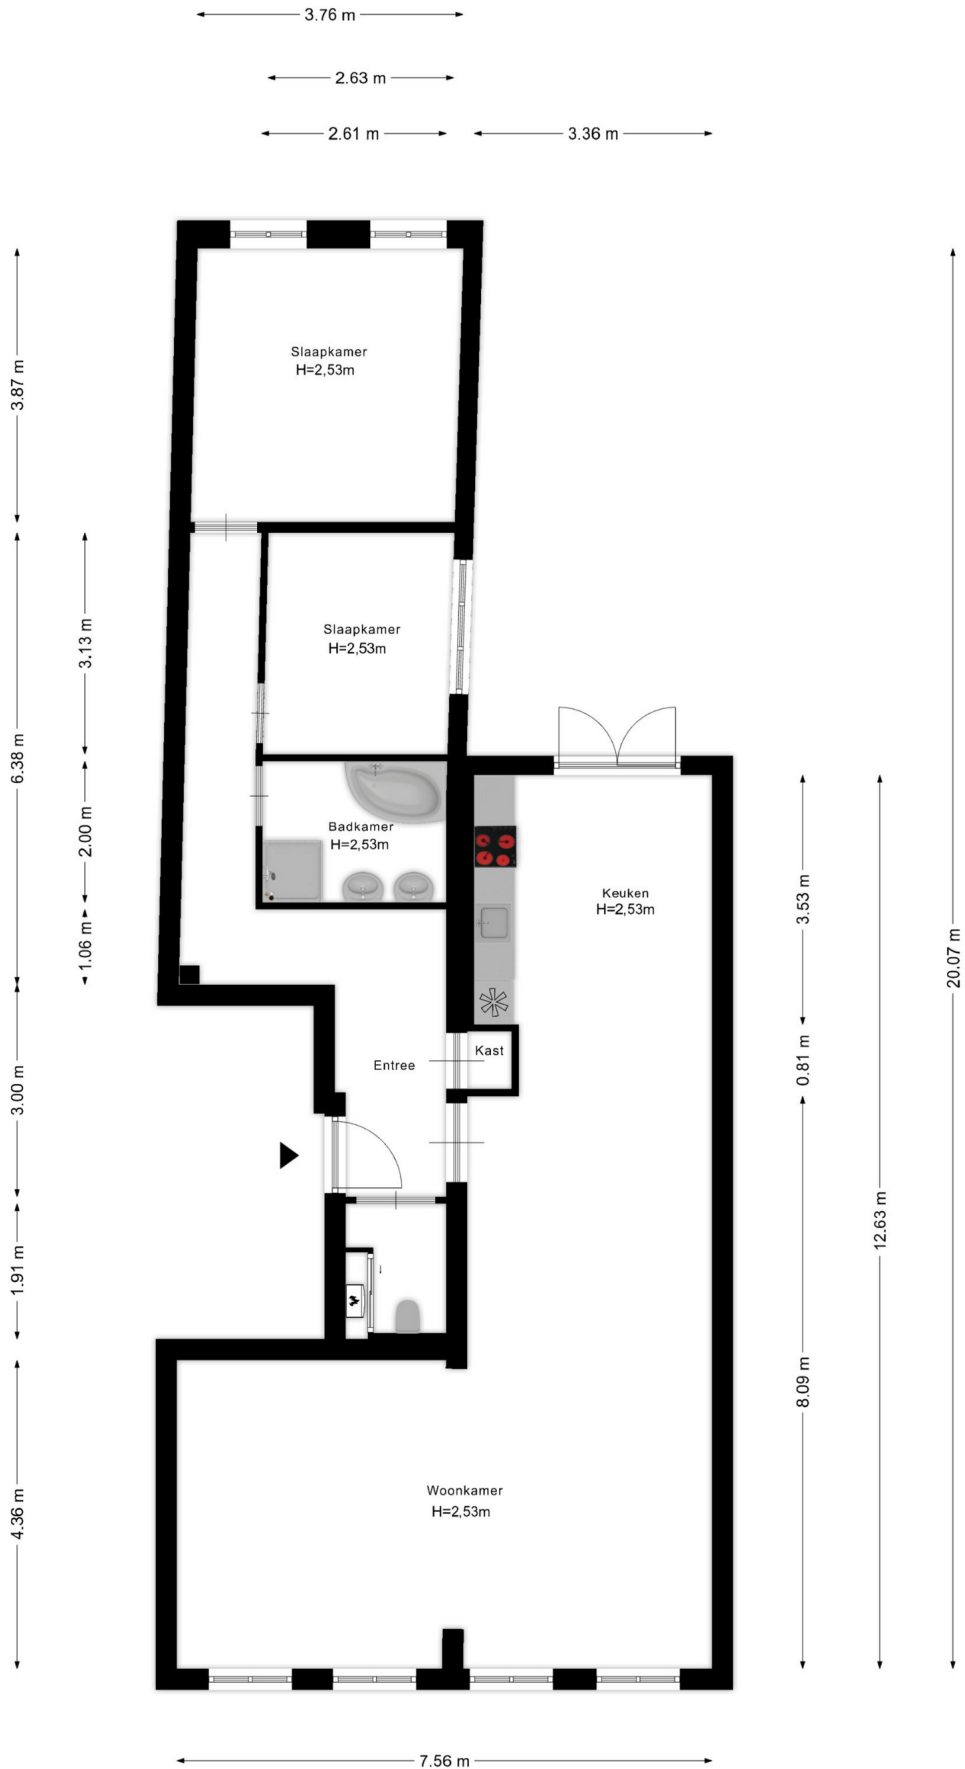 3.76 m
2.63 m
2.61 m
3.36 m
3.87 m
Slaapkamer
H=2,53m
3.13 m
Slaapkamer
H=2,53m
6.38 m
2.00 m
Badkamer
H=2,53m
Keuken
H=2,53m
3.53 m
1.06 m
20.07 m
Entree
Kast
0.81 m
3.00 m
12.63 m
1.91 m
8.09 m
4.36 m
Woonkamer
H=2,53m
7.56 m